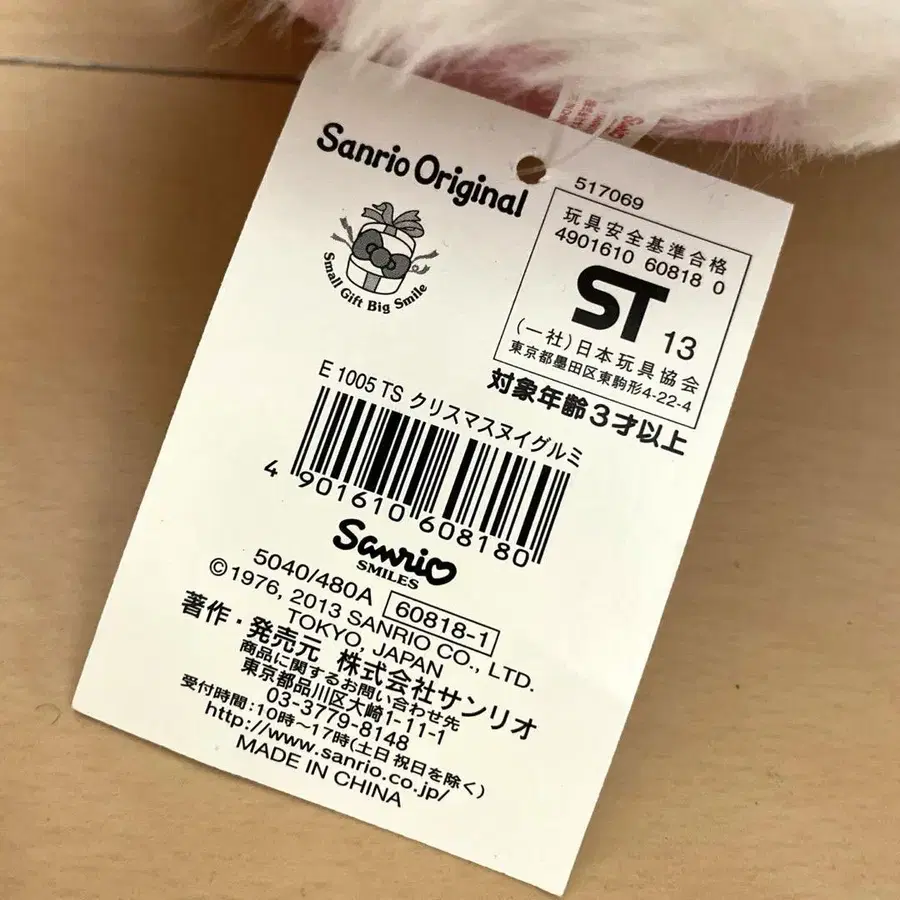 Sanrio Original
Small Gift Big Smile
517069
玩具安全基準合格
4901610 60818 0
ST 13
(一社)日本玩具協会
東京都墨田区東駒形4-22-4
対象年齢3才以上
E 1005 TS クリスマスヌイグルミ
4 901610 608180
Sanrio
SMILES
5040/480A 60818-1
©1976, 2013 SANRIO CO., LTD.
TOKYO, JAPAN
著作・発売元 株式会社サンリオ
商品に関するお問い合わせ先
東京都品川区大崎1-11-1
03-3779-8148
受付時間:10時〜17時(土日祝日を除く)
http://www.sanrio.co.jp/
MADE IN CHINA